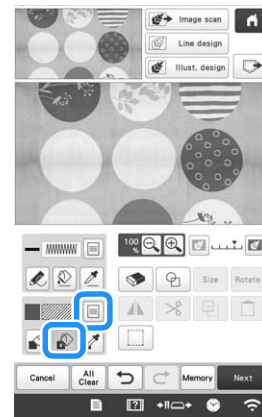 Image scan
Line design
Illust. design
100
%
Size
Rotate
Cancel
All
Clear
Memory
Next